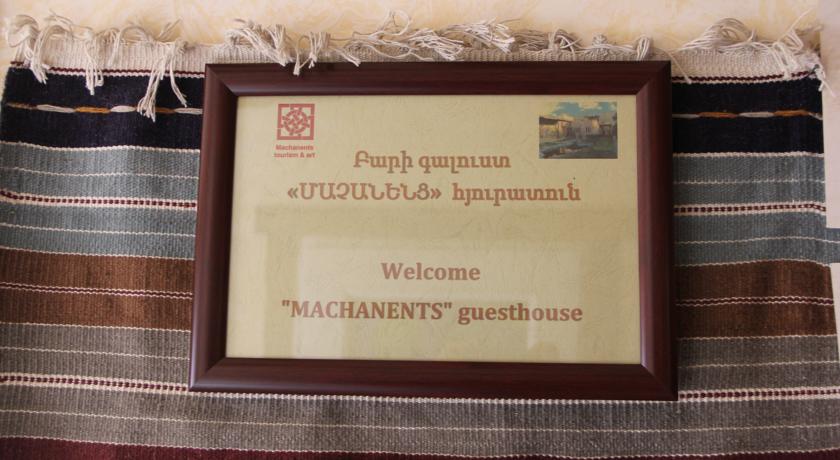 Machanents
tourism & art
Բարի գալուստ
«ՄԱՉԱՆԵՆՑ» հյուրատուն
Welcome
"MACHANENTS" guesthouse